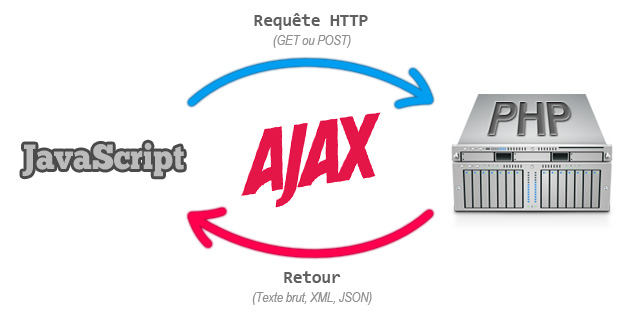 Requête HTTP
(GET ou POST)
JavaScript
AJAX
PHP
Retour
(Texte brut, XML, JSON)